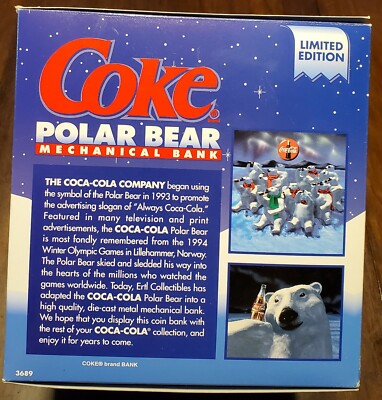 LIMITED
EDITION
Coke®
POLAR BEAR
MECHANICAL BANK
THE COCA-COLA COMPANY began using
the symbol of the Polar Bear in 1993 to promote
the advertising slogan of "Always Coca-Cola."
Featured in many television and print
advertisements, the COCA-COLA Polar Bear
is most fondly remembered from the 1994
Winter Olympic Games in Lillehammer, Norway.
The Polar Bear skied and sledded his way into
the hearts of the millions who watched the
games worldwide. Today, Ertl Collectibles has
adapted the COCA-COLA Polar Bear into a
high quality, die-cast metal mechanical bank.
We hope that you display this coin bank with
the rest of your COCA-COLA® collection, and
enjoy it for years to come.
COKE® brand BANK
3689
Coca-Cola